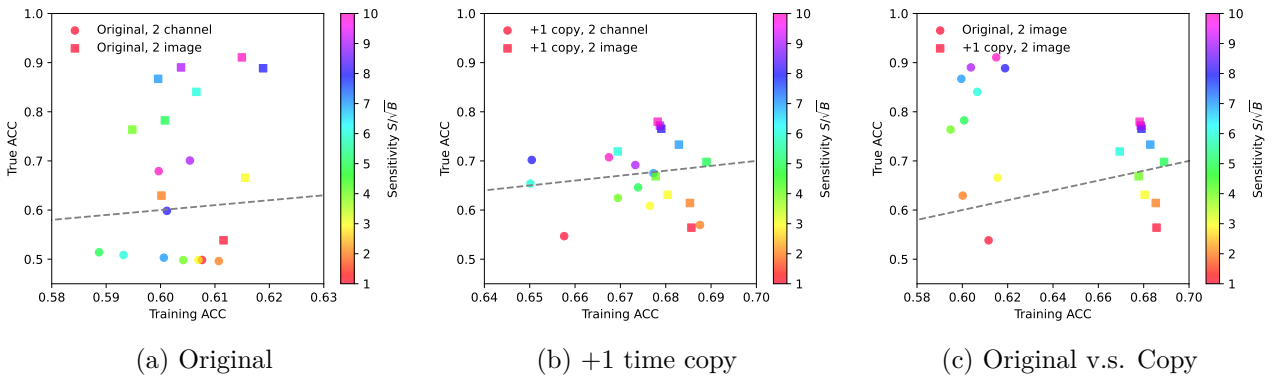 1.0
0.9
0.8
0.7
0.6
0.5
True ACC
0.58 0.59 0.60 0.61 0.62 0.63
Training ACC
Original, 2 channel
Original, 2 image
10
9
8
7
6
5
4
3
2
1
Sensitivity S/√B
(a) Original
1.0
0.9
0.8
0.7
0.6
0.5
True ACC
0.64 0.65 0.66 0.67 0.68 0.69 0.70
Training ACC
+1 copy, 2 channel
+1 copy, 2 image
10
9
8
7
6
5
4
3
2
1
Sensitivity S/√B
(b) +1 time copy
1.0
0.9
0.8
0.7
0.6
0.5
True ACC
0.58 0.60 0.62 0.64 0.66 0.68 0.70
Training ACC
Original, 2 image
+1 copy, 2 image
10
9
8
7
6
5
4
3
2
1
Sensitivity S/√B
(c) Original v.s. Copy